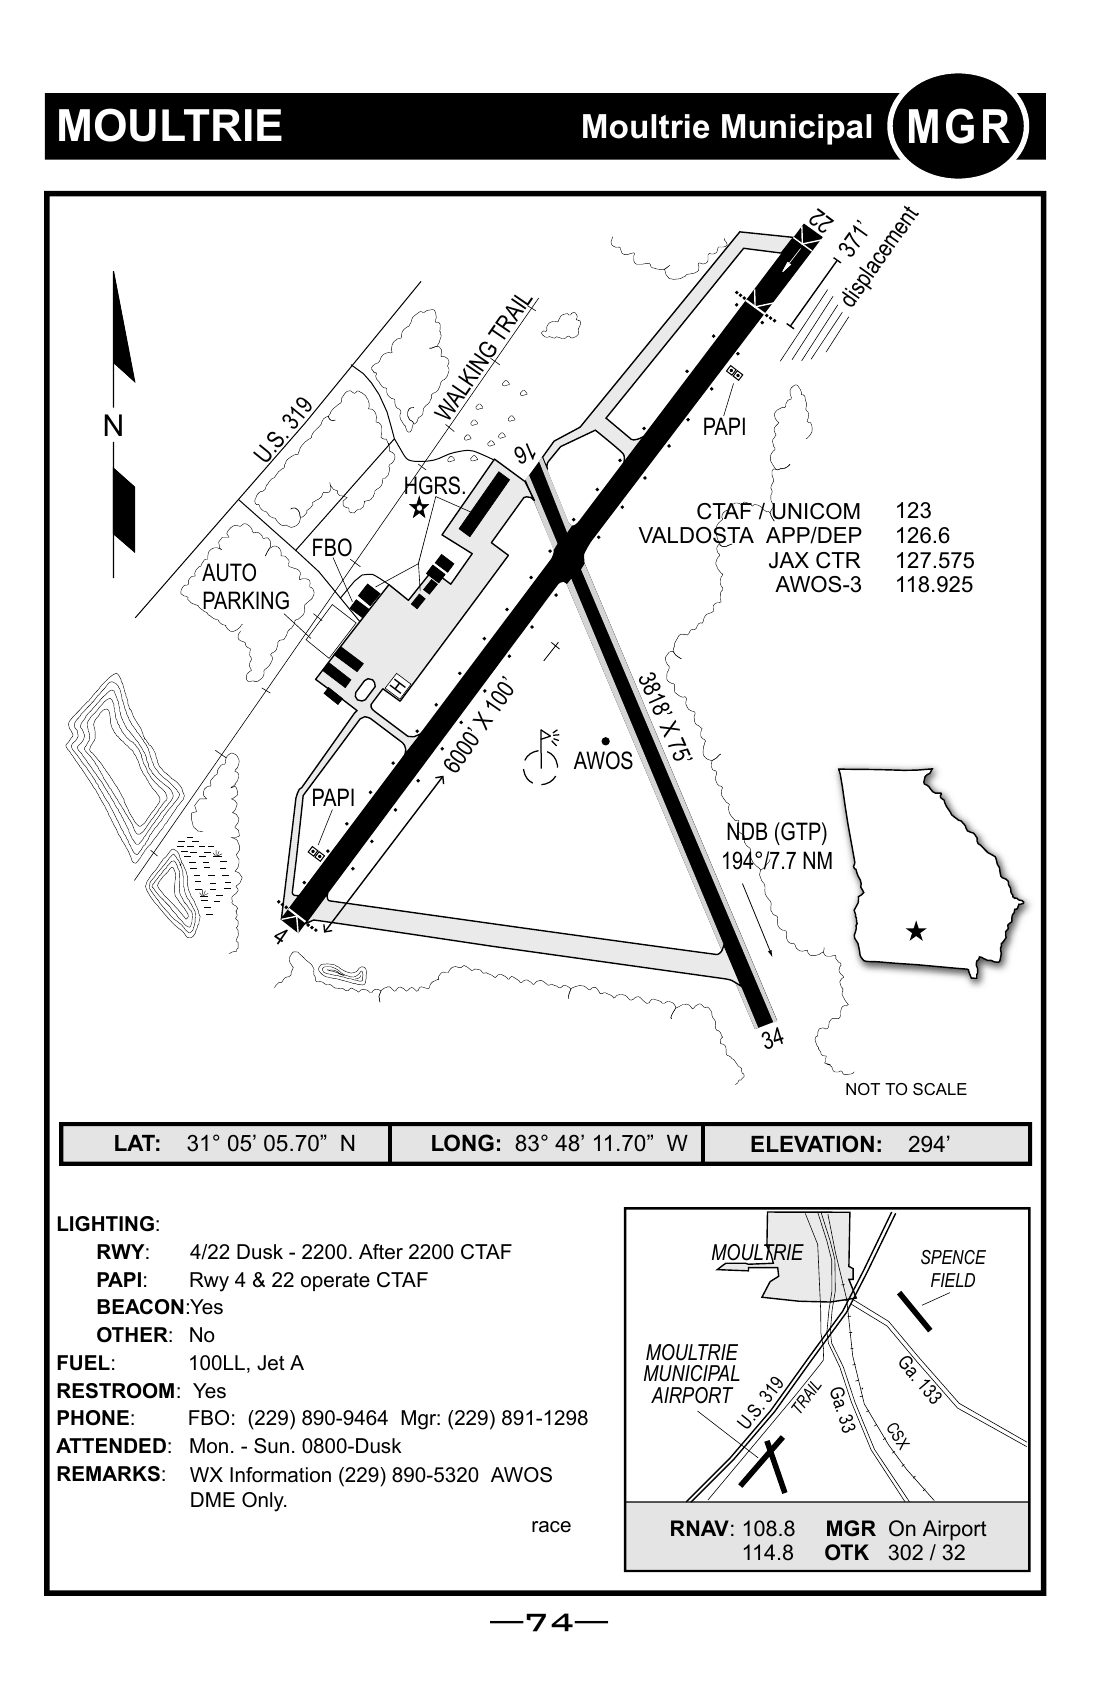 MOULTRIE
Moultrie Municipal
MGR
22
371’
displacement
WALKING TRAIL
N
U.S. 319
PAPI
16
HGRS.
CTAF / UNICOM 123
VALDOSTA APP/DEP 126.6
JAX CTR 127.575
AWOS-3 118.925
FBO
AUTO
PARKING
H
6000’ X 100’
3818’ X 75’
AWOS
PAPI
NDB (GTP)
194°/7.7 NM
4
34
NOT TO SCALE
LAT: 31° 05’ 05.70” N
LONG: 83° 48’ 11.70” W
ELEVATION: 294’
LIGHTING:
RWY: 4/22 Dusk - 2200. After 2200 CTAF
PAPI: Rwy 4 & 22 operate CTAF
BEACON:Yes
OTHER: No
FUEL: 100LL, Jet A
RESTROOM: Yes
PHONE: FBO: (229) 890-9464 Mgr: (229) 891-1298
ATTENDED: Mon. - Sun. 0800-Dusk
REMARKS: WX Information (229) 890-5320 AWOS
DME Only.
race
MOULTRIE
SPENCE
FIELD
MOULTRIE
MUNICIPAL
AIRPORT
U.S. 319
TRAIL
Ga. 33
CSX
Ga. 133
RNAV: 108.8 MGR On Airport
114.8 OTK 302 / 32
—74—